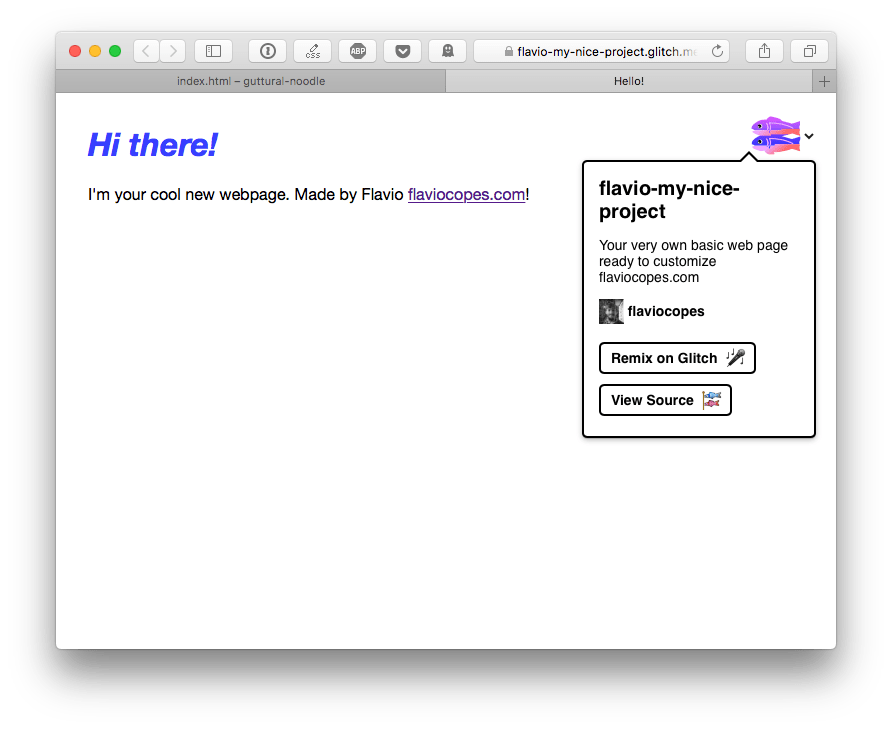 flavio-my-nice-project.glitch.me
index.html – guttural-noodle
Hello!
Hi there!
I'm your cool new webpage. Made by Flavio flaviocopes.com!
flavio-my-nice-
project
Your very own basic web page
ready to customize
flaviocopes.com
flaviocopes
Remix on Glitch
View Source
CSS
ABP